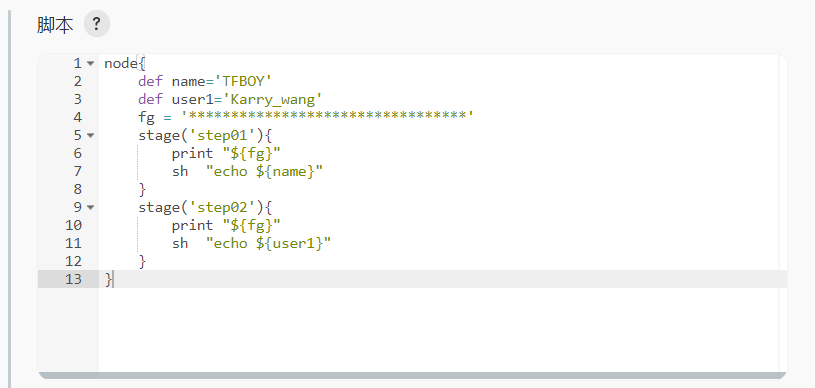 脚本 ?
1 node{
2 def name='TFBOY'
3 def user1='Karry_wang'
4 fg = '*********************************'
5 stage('step01'){
6 print "${fg}"
7 sh  "echo ${name}"
8 }
9 stage('step02'){
10 print "${fg}"
11 sh  "echo ${user1}"
12 }
13 }